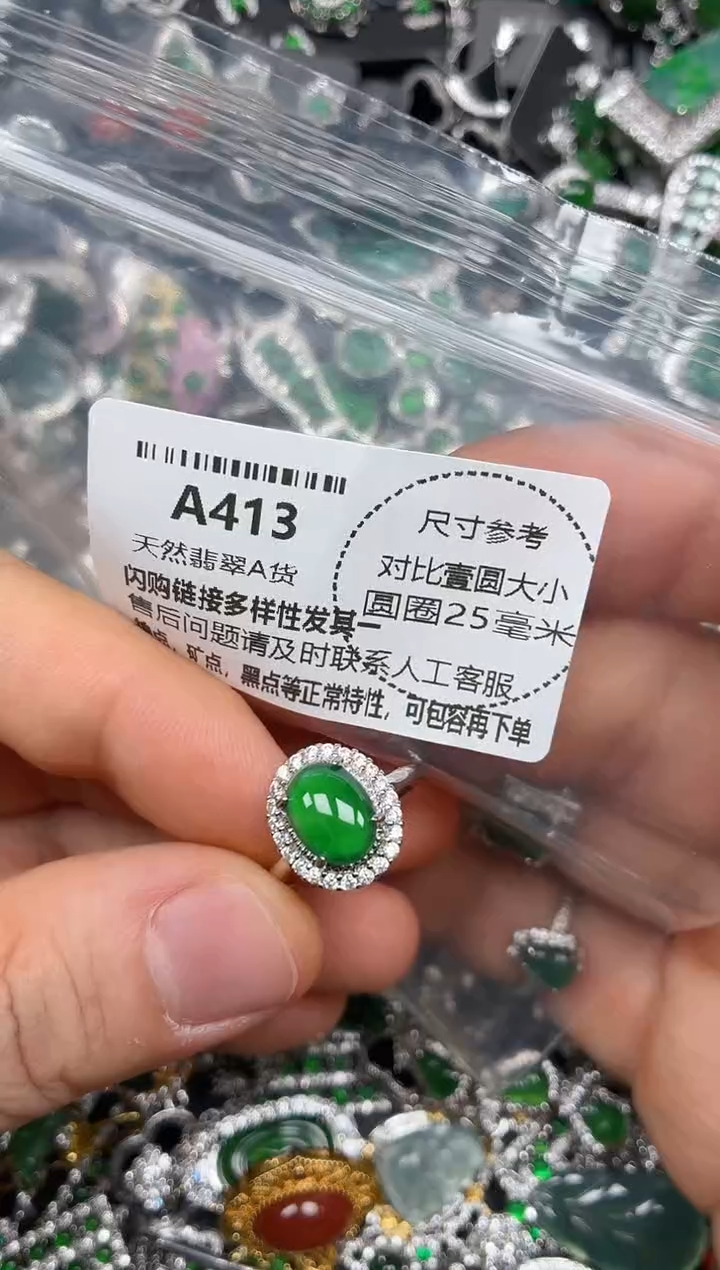 A413
天然翡翠A货
闪购链接多样性发其一
售后问题请及时联系人工客服
点,矿点,黑点等正常特性,可包容再下单
尺寸参考
对比壹圆大小
圆圈25毫米